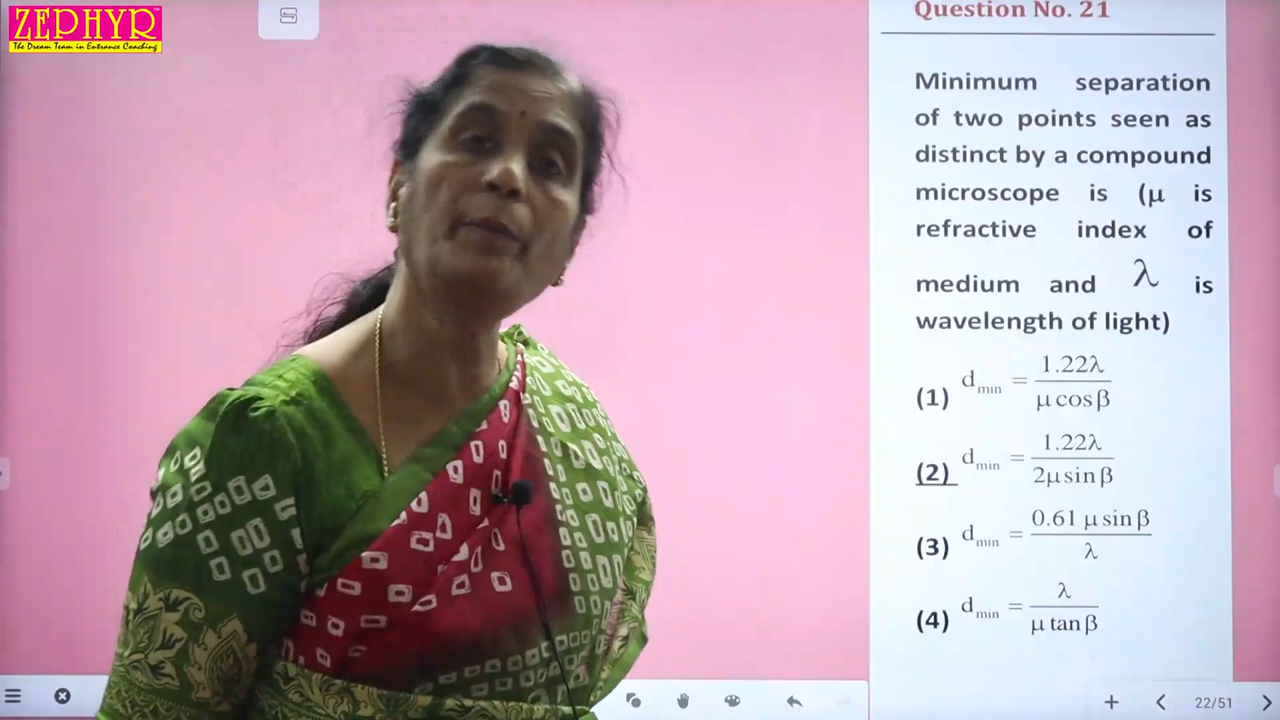 ZEPHYR™
The Dream Team in Entrance Coaching
Question No. 21
Minimum separation
of two points seen as
distinct by a compound
microscope is (μ is
refractive index of
medium and λ is
wavelength of light)
(1) d_min = 1.22λ / μ cos β
(2) d_min = 1.22λ / 2μ sin β
(3) d_min = 0.61 μ sin β / λ
(4) d_min = λ / μ tan β
22/51